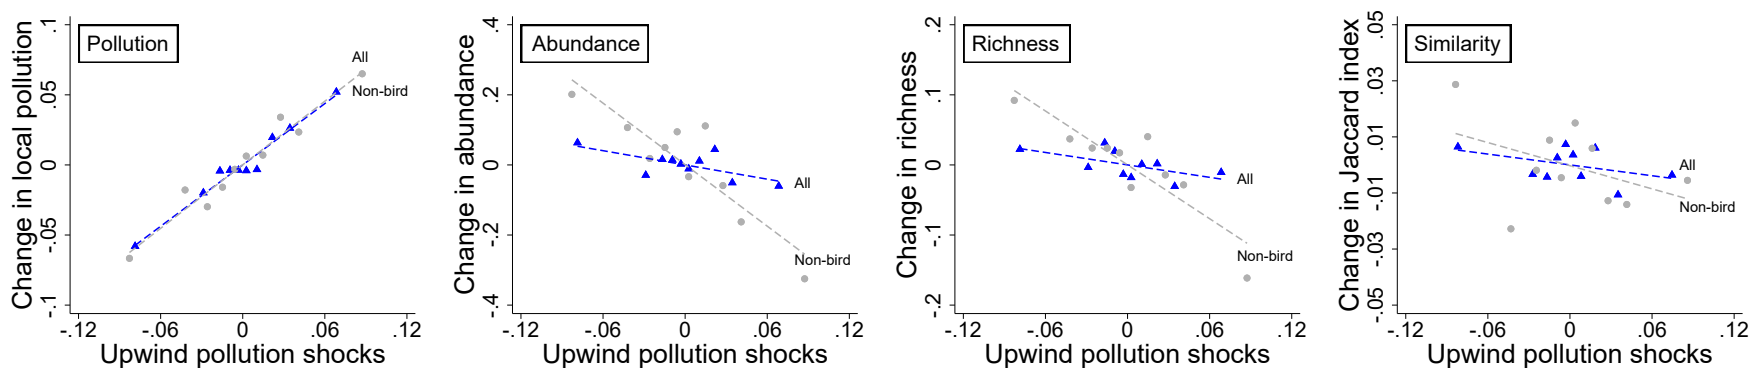 Pollution
Change in local pollution
.1
.05
0
-.05
-.1
All
Non-bird
-.12
-.06
0
.06
.12
Upwind pollution shocks
Abundance
Change in abundance
.4
.2
0
-.2
-.4
All
Non-bird
-.12
-.06
0
.06
.12
Upwind pollution shocks
Richness
Change in richness
.2
.1
0
-.1
-.2
All
Non-bird
-.12
-.06
0
.06
.12
Upwind pollution shocks
Similarity
Change in Jaccard index
.05
.03
.01
-.01
-.03
-.05
All
Non-bird
-.12
-.06
0
.06
.12
Upwind pollution shocks